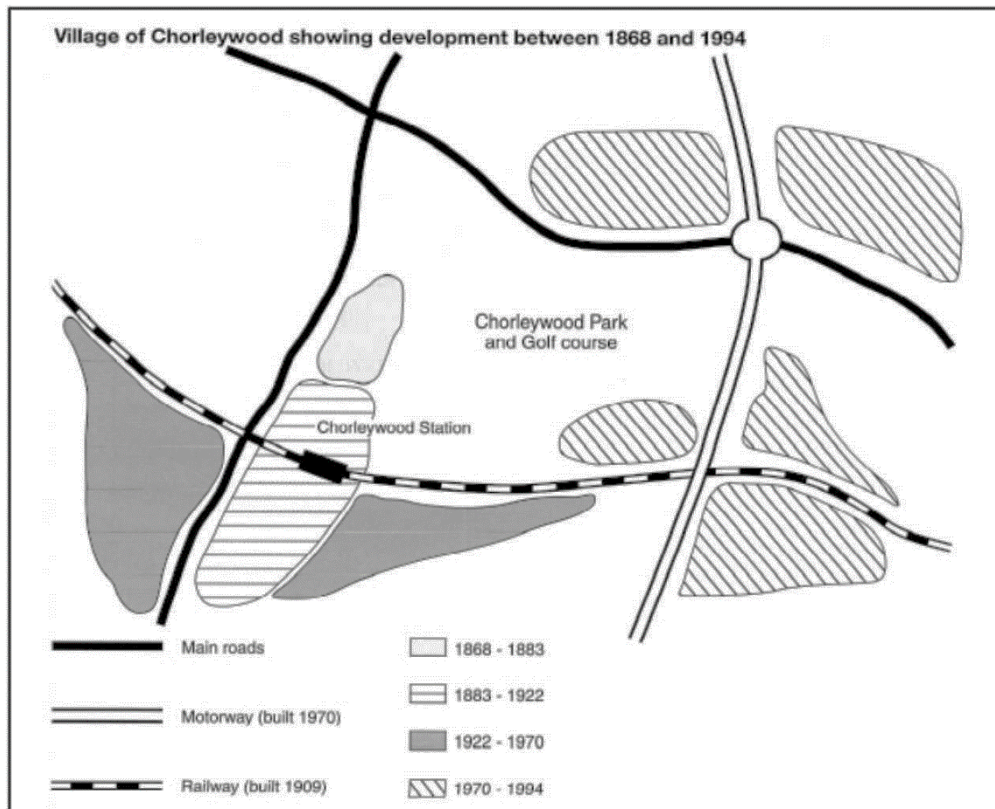 Village of Chorleywood showing development between 1868 and 1994
Chorleywood Park
and Golf course
Chorleywood Station
Main roads
Motorway (built 1970)
Railway (built 1909)
1868 - 1883
1883 - 1922
1922 - 1970
1970 - 1994